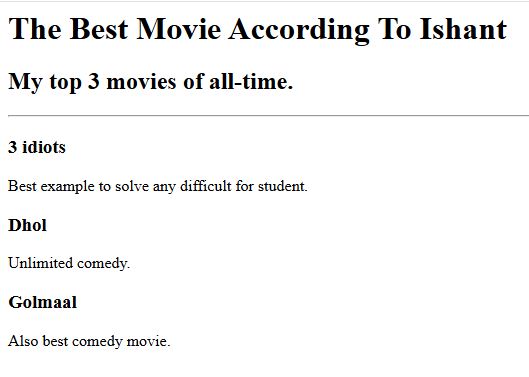 The Best Movie According To Ishant
My top 3 movies of all-time.
3 idiots
Best example to solve any difficult for student.
Dhol
Unlimited comedy.
Golmaal
Also best comedy movie.